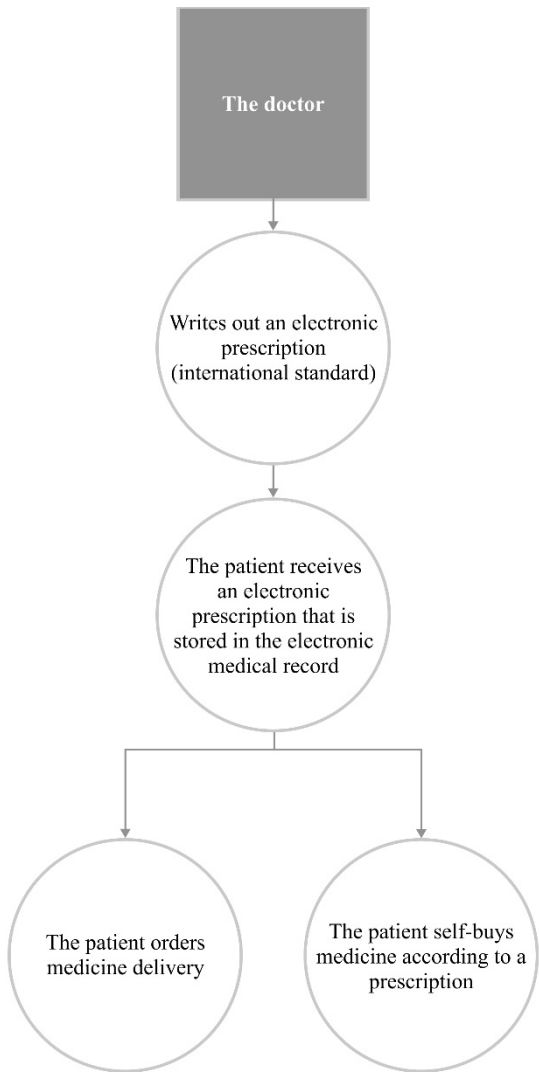 The doctor
Writes out an electronic
prescription
(international standard)
The patient receives
an electronic
prescription that is
stored in the electronic
medical record
The patient orders
medicine delivery
The patient self-buys
medicine according to a
prescription